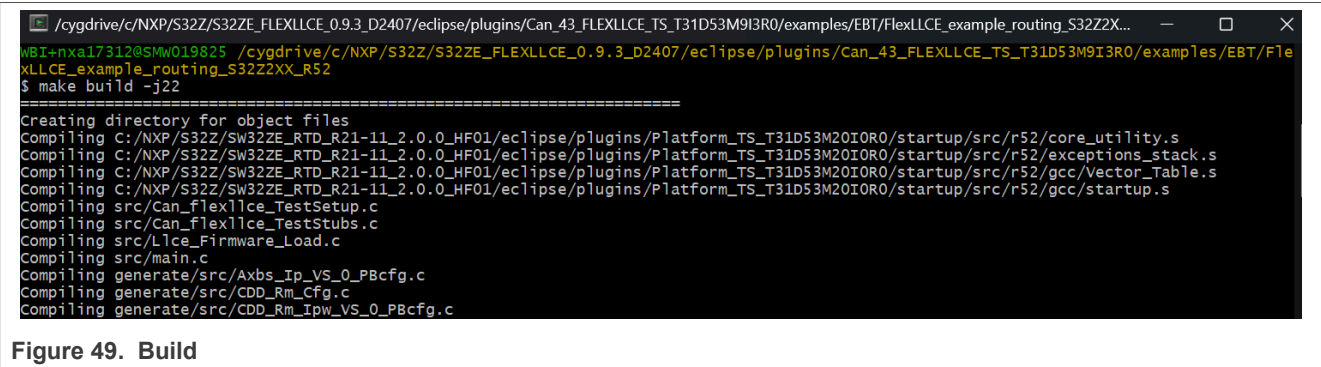 /cygdrive/c/NXP/S32Z/S32ZE_FLEXLLCE_0.9.3_D2407/eclipse/plugins/Can_43_FLEXLLCE_TS_T31D53M9I3R0/examples/EBT/FlexLLCE_example_routing_S32Z2X...
WBI+nxa17312@SMW019825 /cygdrive/c/NXP/S32Z/S32ZE_FLEXLLCE_0.9.3_D2407/eclipse/plugins/Can_43_FLEXLLCE_TS_T31D53M9I3R0/examples/EBT/Fle
xLLCE_example_routing_S32Z2XX_R52
$ make build -j22
======================================================================
Creating directory for object files
Compiling C:/NXP/S32Z/SW32ZE_RTD_R21-11_2.0.0_HF01/eclipse/plugins/Platform_TS_T31D53M20I0R0/startup/src/r52/core_utility.s
Compiling C:/NXP/S32Z/SW32ZE_RTD_R21-11_2.0.0_HF01/eclipse/plugins/Platform_TS_T31D53M20I0R0/startup/src/r52/exceptions_stack.s
Compiling C:/NXP/S32Z/SW32ZE_RTD_R21-11_2.0.0_HF01/eclipse/plugins/Platform_TS_T31D53M20I0R0/startup/src/r52/gcc/Vector_Table.s
Compiling C:/NXP/S32Z/SW32ZE_RTD_R21-11_2.0.0_HF01/eclipse/plugins/Platform_TS_T31D53M20I0R0/startup/src/r52/gcc/startup.s
Compiling src/Can_flexllce_TestSetup.c
Compiling src/Can_flexllce_TestStubs.c
Compiling src/Llce_Firmware_Load.c
Compiling src/main.c
Compiling generate/src/Axbs_Ip_VS_0_PBcfg.c
Compiling generate/src/CDD_Rm_Cfg.c
Compiling generate/src/CDD_Rm_Ipw_VS_0_PBcfg.c
Figure 49. Build